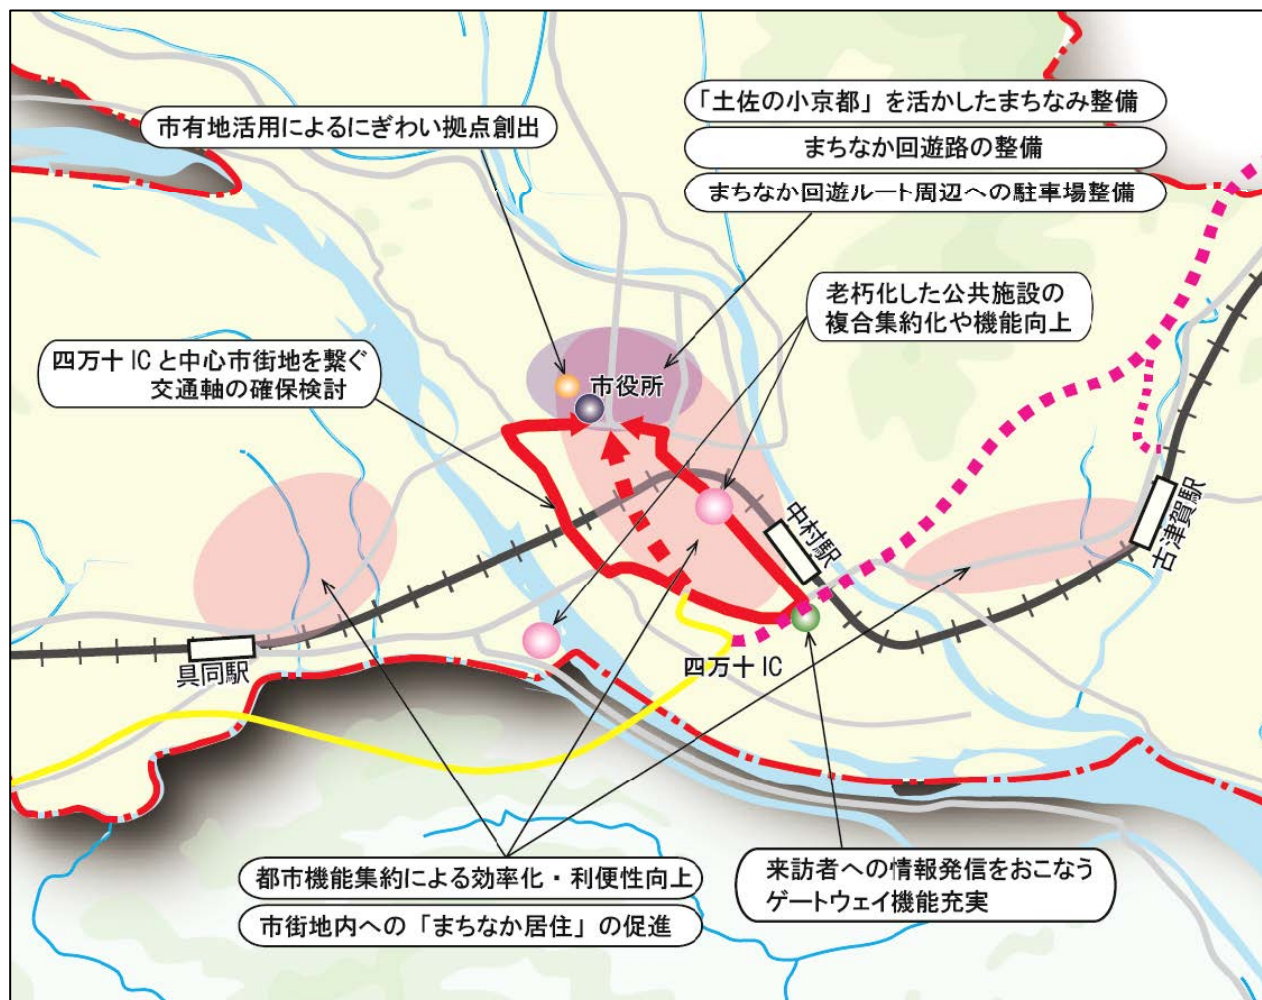 「土佐の小京都」を活かしたまちなみ整備
市有地活用によるにぎわい拠点創出
まちなか回遊路の整備
まちなか回遊ルート周辺への駐車場整備
老朽化した公共施設の
複合集約化や機能向上
四万十ICと中心市街地を繋ぐ
交通軸の確保検討
市役所
中村駅
古津賀駅
具同駅
四万十IC
都市機能集約による効率化・利便性向上
市街地内への「まちなか居住」の促進
来訪者への情報発信をおこなう
ゲートウェイ機能充実